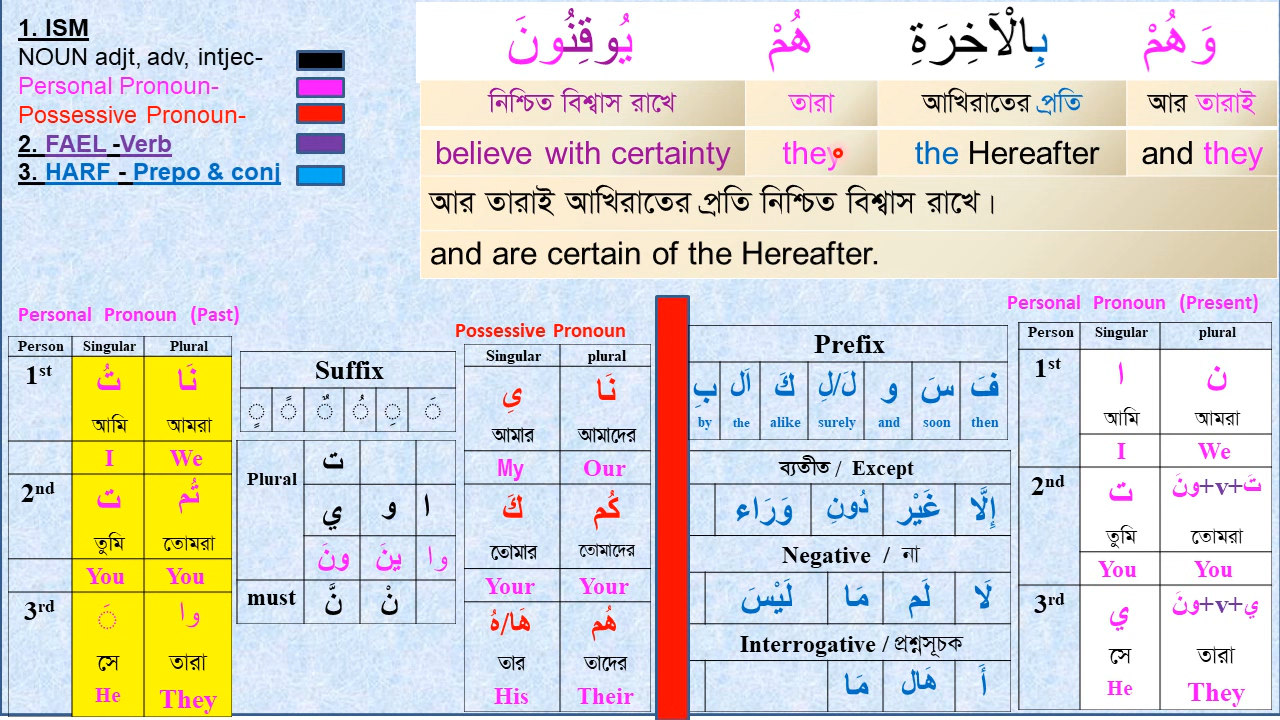 1. ISM
NOUN adjt, adv, intjec-
Personal Pronoun-
Possessive Pronoun-
2. FAEL -Verb
3. HARF - Prepo & conj
وَهُمْ بِالْآخِرَةِ هُمْ يُوقِنُونَ
নিশ্চিত বিশ্বাস রাখে তারা আখিরাতের প্রতি আর তারাই
believe with certainty they the Hereafter and they
আর তারাই আখিরাতের প্রতি নিশ্চিত বিশ্বাস রাখে।
and are certain of the Hereafter.
Personal Pronoun (Past)
Person Singular Plural
1st تُ نَا
আমি আমরা
I We
2nd ت تُم
তুমি তোমরা
You You
3rd َ وا
সে তারা
He They
Suffix
ٍ ً ٌ ُ ِ َ
Plural ت
ي و ا
ونَ ينَ وا
must نَّ نْ
Possessive Pronoun
Singular plural
يِ نَا
আমার আমাদের
My Our
كَ كُم
তোমার তোমাদের
Your Your
هَا/هُ هُم
তার তাদের
His Their
Prefix
بِ اَل كَ لَ/لِ و سَ فَ
by the alike surely and soon then
ব্যতীত / Except
وَرَاء دُونِ غَيْر إِلَّا
Negative / না
لَيْسَ مَا لَم لَا
Interrogative / প্রশ্নসূচক
مَا هَال أَ
Personal Pronoun (Present)
Person Singular plural
1st ا ن
আমি আমরা
I We
2nd ت تَ+v+ونَ
তুমি তোমরা
You You
3rd ي ي+v+ونَ
সে তারা
He They